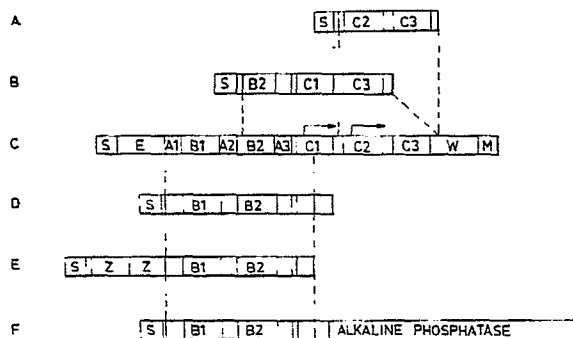 A S C2 C3
B S B2 C1 C3
C S E A1 B1 A2 B2 A3 C1 C2 C3 W M
D S B1 B2
E S Z Z B1 B2
F S B1 B2 ALKALINE PHOSPHATASE